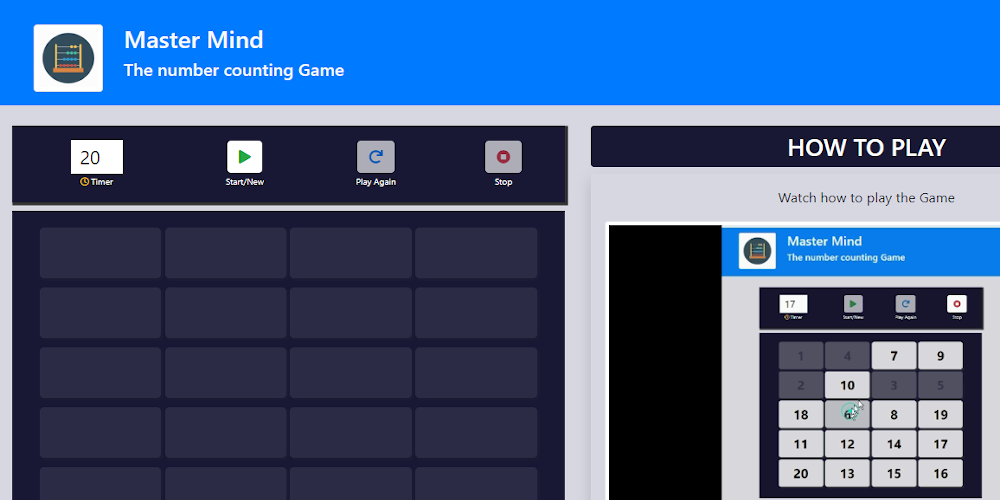 Master Mind
The number counting Game
20
Timer
Start/New
Play Again
Stop
HOW TO PLAY
Watch how to play the Game
Master Mind
The number counting Game
17
Timer
Start/New
Play Again
Stop
1 4 7 9
2 10 3 5
18 6 8 19
11 12 14 17
20 13 15 16